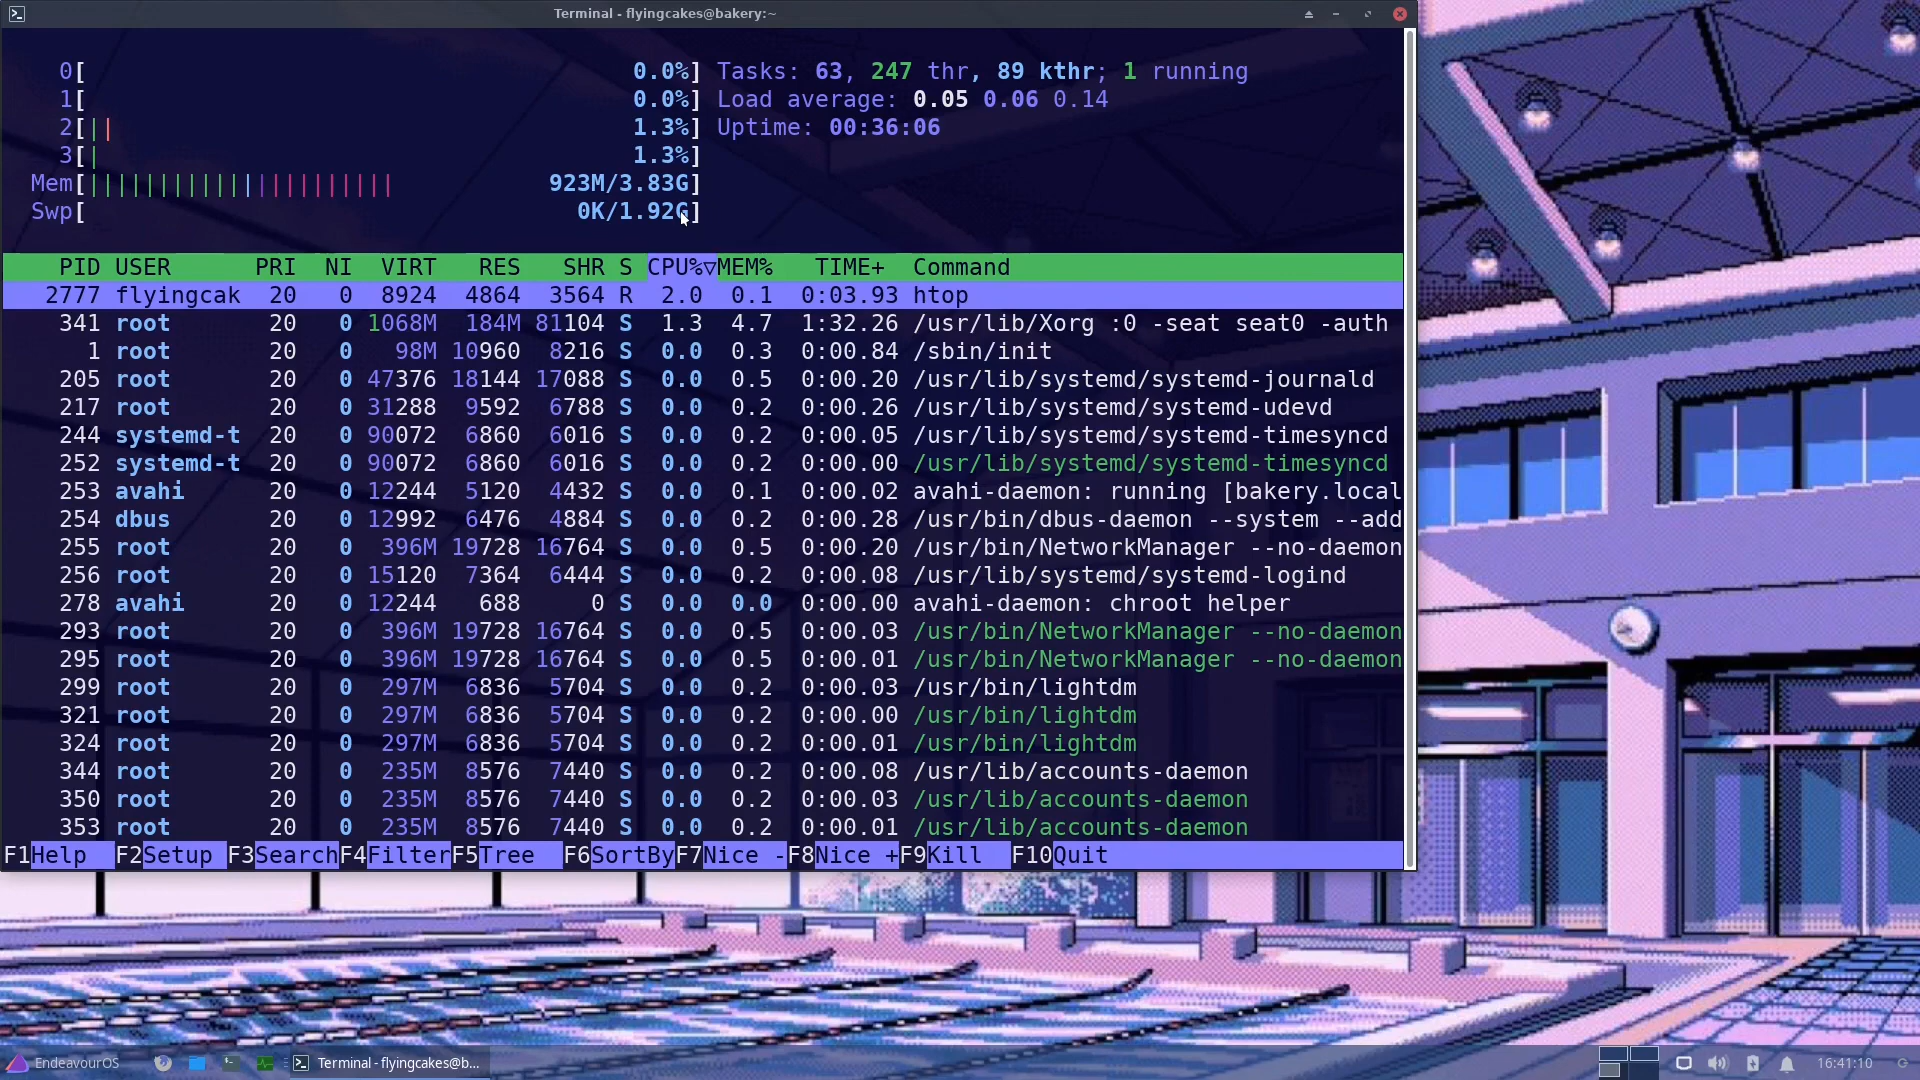 Terminal - flyingcakes@bakery:~
0[ 0.0%] Tasks: 63, 247 thr, 89 kthr; 1 running
1[ 0.0%] Load average: 0.05 0.06 0.14
2[|| 1.3%] Uptime: 00:36:06
3[| 1.3%]
Mem[|||||||||||||||||||||| 923M/3.83G]
Swp[ 0K/1.92G]
PID USER PRI NI VIRT RES SHR S CPU%▽MEM% TIME+ Command
2777 flyingcak 20 0 8924 4864 3564 R 2.0 0.1 0:03.93 htop
341 root 20 0 1068M 184M 81104 S 1.3 4.7 1:32.26 /usr/lib/Xorg :0 -seat seat0 -auth
1 root 20 0 98M 10960 8216 S 0.0 0.3 0:00.84 /sbin/init
205 root 20 0 47376 18144 17088 S 0.0 0.5 0:00.20 /usr/lib/systemd/systemd-journald
217 root 20 0 31288 9592 6788 S 0.0 0.2 0:00.26 /usr/lib/systemd/systemd-udevd
244 systemd-t 20 0 90072 6860 6016 S 0.0 0.2 0:00.05 /usr/lib/systemd/systemd-timesyncd
252 systemd-t 20 0 90072 6860 6016 S 0.0 0.2 0:00.00 /usr/lib/systemd/systemd-timesyncd
253 avahi 20 0 12244 5120 4432 S 0.0 0.1 0:00.02 avahi-daemon: running [bakery.local
254 dbus 20 0 12992 6476 4884 S 0.0 0.2 0:00.28 /usr/bin/dbus-daemon --system --add
255 root 20 0 396M 19728 16764 S 0.0 0.5 0:00.20 /usr/bin/NetworkManager --no-daemon
256 root 20 0 15120 7364 6444 S 0.0 0.2 0:00.08 /usr/lib/systemd/systemd-logind
278 avahi 20 0 12244 688 0 S 0.0 0.0 0:00.00 avahi-daemon: chroot helper
293 root 20 0 396M 19728 16764 S 0.0 0.5 0:00.03 /usr/bin/NetworkManager --no-daemon
295 root 20 0 396M 19728 16764 S 0.0 0.5 0:00.01 /usr/bin/NetworkManager --no-daemon
299 root 20 0 297M 6836 5704 S 0.0 0.2 0:00.03 /usr/bin/lightdm
321 root 20 0 297M 6836 5704 S 0.0 0.2 0:00.00 /usr/bin/lightdm
324 root 20 0 297M 6836 5704 S 0.0 0.2 0:00.01 /usr/bin/lightdm
344 root 20 0 235M 8576 7440 S 0.0 0.2 0:00.08 /usr/lib/accounts-daemon
350 root 20 0 235M 8576 7440 S 0.0 0.2 0:00.03 /usr/lib/accounts-daemon
353 root 20 0 235M 8576 7440 S 0.0 0.2 0:00.01 /usr/lib/accounts-daemon
F1Help F2Setup F3SearchF4FilterF5Tree F6SortByF7Nice -F8Nice +F9Kill F10Quit
EndeavourOS Terminal - flyingcakes@b... 16:41:10